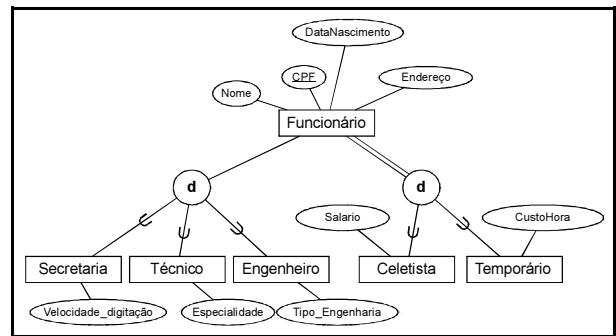 DataNascimento
CPF
Endereço
Nome
Funcionário
d
d
Salario
CustoHora
Secretaria
Técnico
Engenheiro
Celetista
Temporário
Velocidade_digitação
Especialidade
Tipo_Engenharia